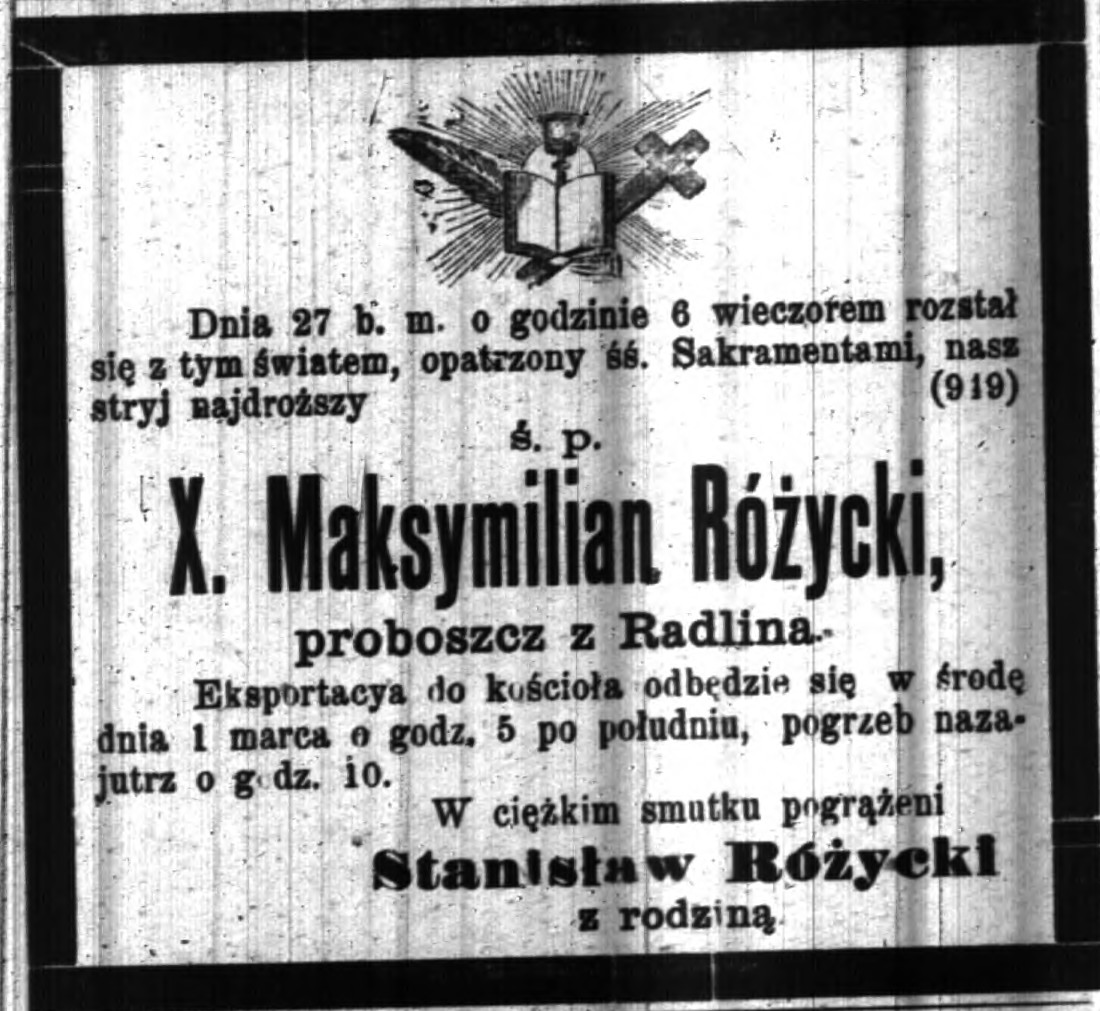 Dnia 27 b. m. o godzinie 6 wieczorem rozstał
się z tym światem, opatrzony śś. Sakramentami, nasz
stryj najdroższy (919)
ś. p.
X. Maksymilian Różycki,
proboszcz z Radlina.
Eksportacya do kościoła odbędzie się w środę
dnia 1 marca o godz. 5 po południu, pogrzeb naza-
jutrz o godz. 10.
W ciężkim smutku pogrążeni
Stanisław Różycki
z rodziną